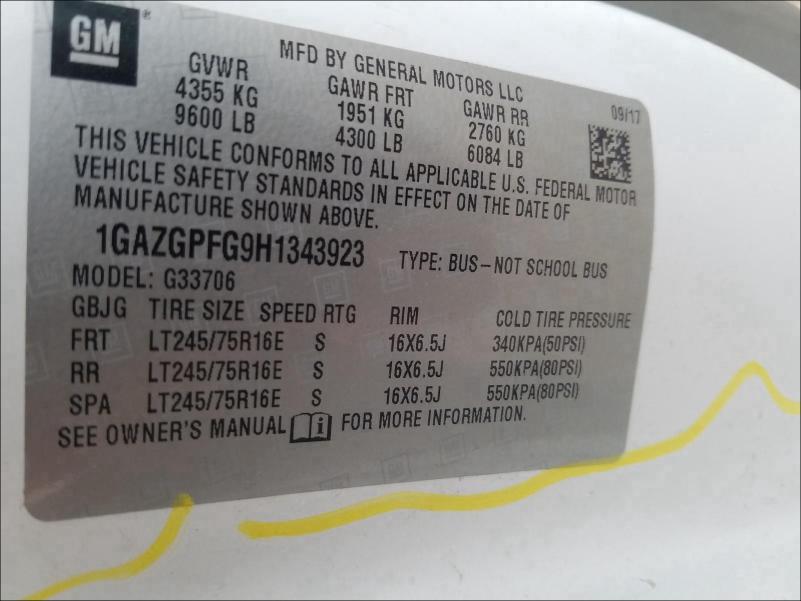 GM
MFD BY GENERAL MOTORS LLC
GVWR GAWR FRT GAWR RR 09/17
4355 KG 1951 KG 2760 KG
9600 LB 4300 LB 6084 LB
THIS VEHICLE CONFORMS TO ALL APPLICABLE U.S. FEDERAL MOTOR
VEHICLE SAFETY STANDARDS IN EFFECT ON THE DATE OF
MANUFACTURE SHOWN ABOVE.
1GAZGPFG9H1343923 TYPE: BUS-NOT SCHOOL BUS
MODEL: G33706
GBJG TIRE SIZE SPEED RTG RIM COLD TIRE PRESSURE
FRT LT245/75R16E S 16X6.5J 340KPA(50PSI)
RR LT245/75R16E S 16X6.5J 550KPA(80PSI)
SPA LT245/75R16E S 16X6.5J 550KPA(80PSI)
SEE OWNER'S MANUAL i FOR MORE INFORMATION.